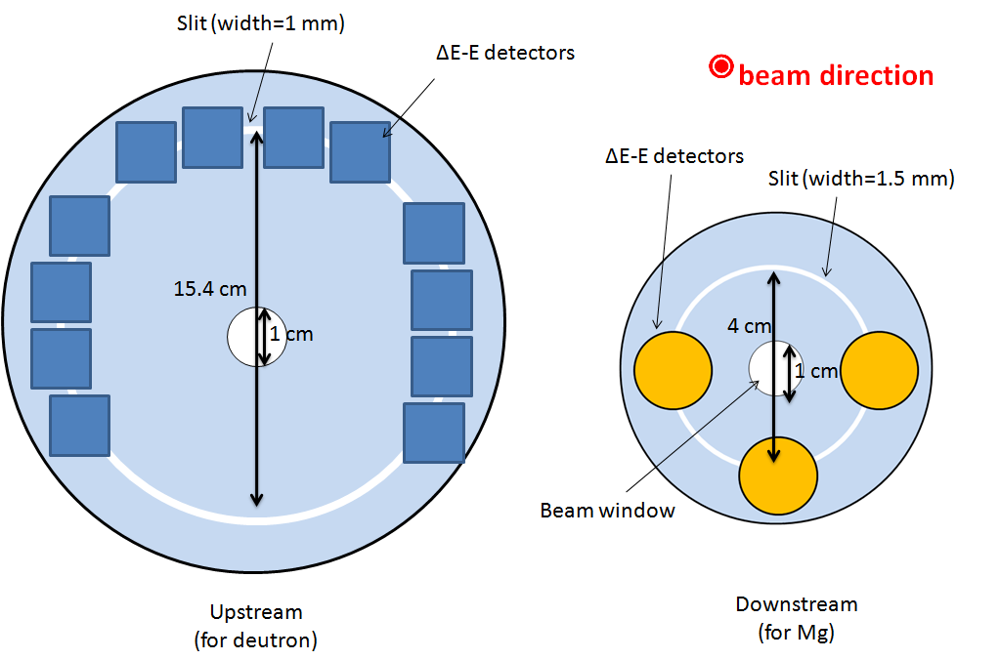 Slit (width=1 mm)
ΔE-E detectors
beam direction
ΔE-E detectors
Slit (width=1.5 mm)
15.4 cm
1 cm
4 cm
1 cm
Beam window
Upstream
(for deutron)
Downstream
(for Mg)